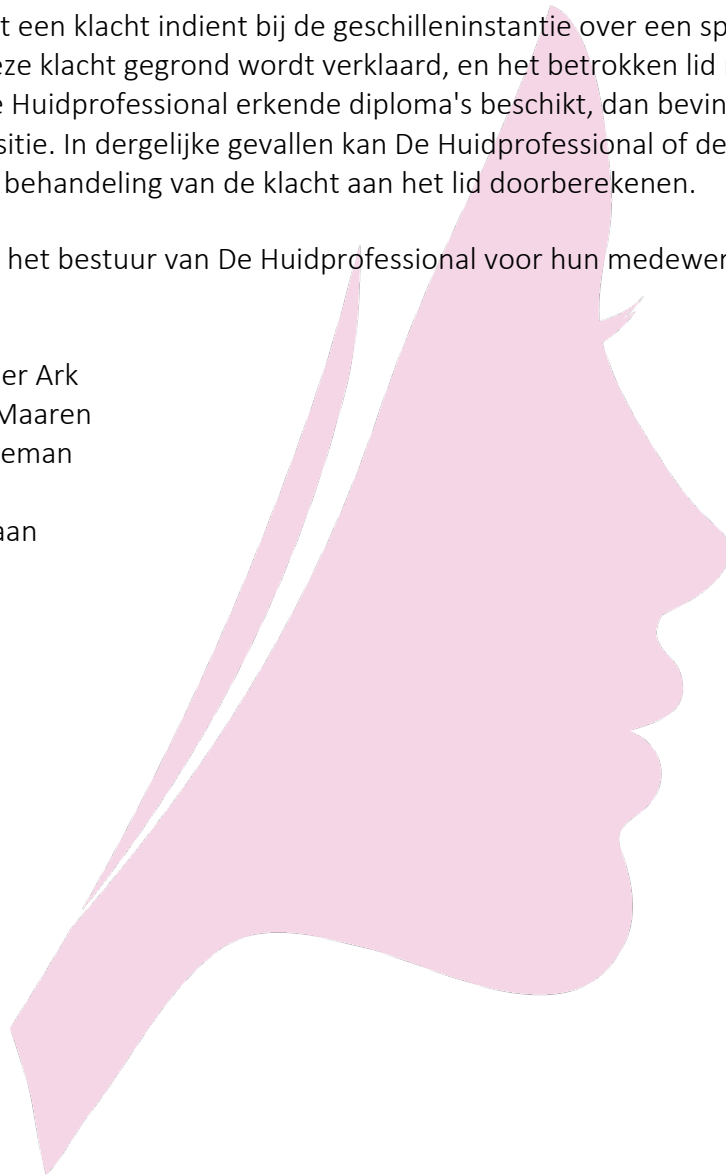 t een klacht indient bij de geschilleninstantie over een sp
eze klacht gegrond wordt verklaard, en het betrokken lid
e Huidprofessional erkende diploma's beschikt, dan bevin
sitie. In dergelijke gevallen kan De Huidprofessional of de
behandeling van de klacht aan het lid doorberekenen.
het bestuur van De Huidprofessional voor hun medewer
er Ark
Maaren
eman
aan